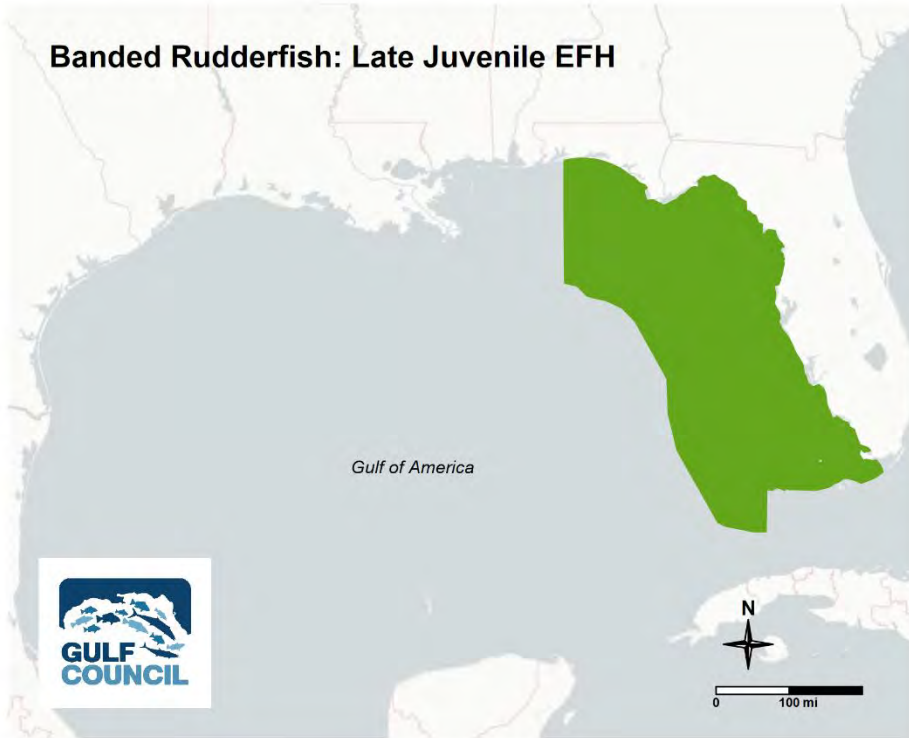 Banded Rudderfish: Late Juvenile EFH
Gulf of America
GULF
COUNCIL
N
0 100 mi